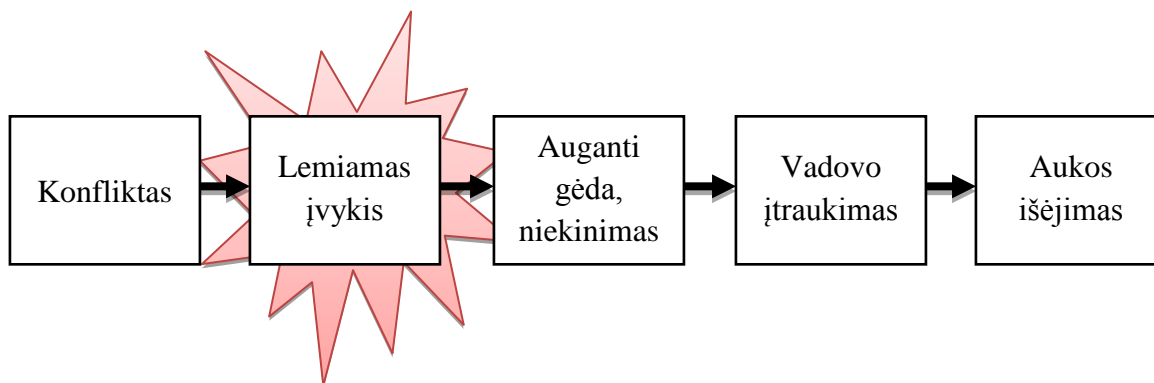 Konfliktas
Lemiamas
įvykis
Auganti
gėda,
niekinimas
Vadovo
įtraukimas
Aukos
išėjimas